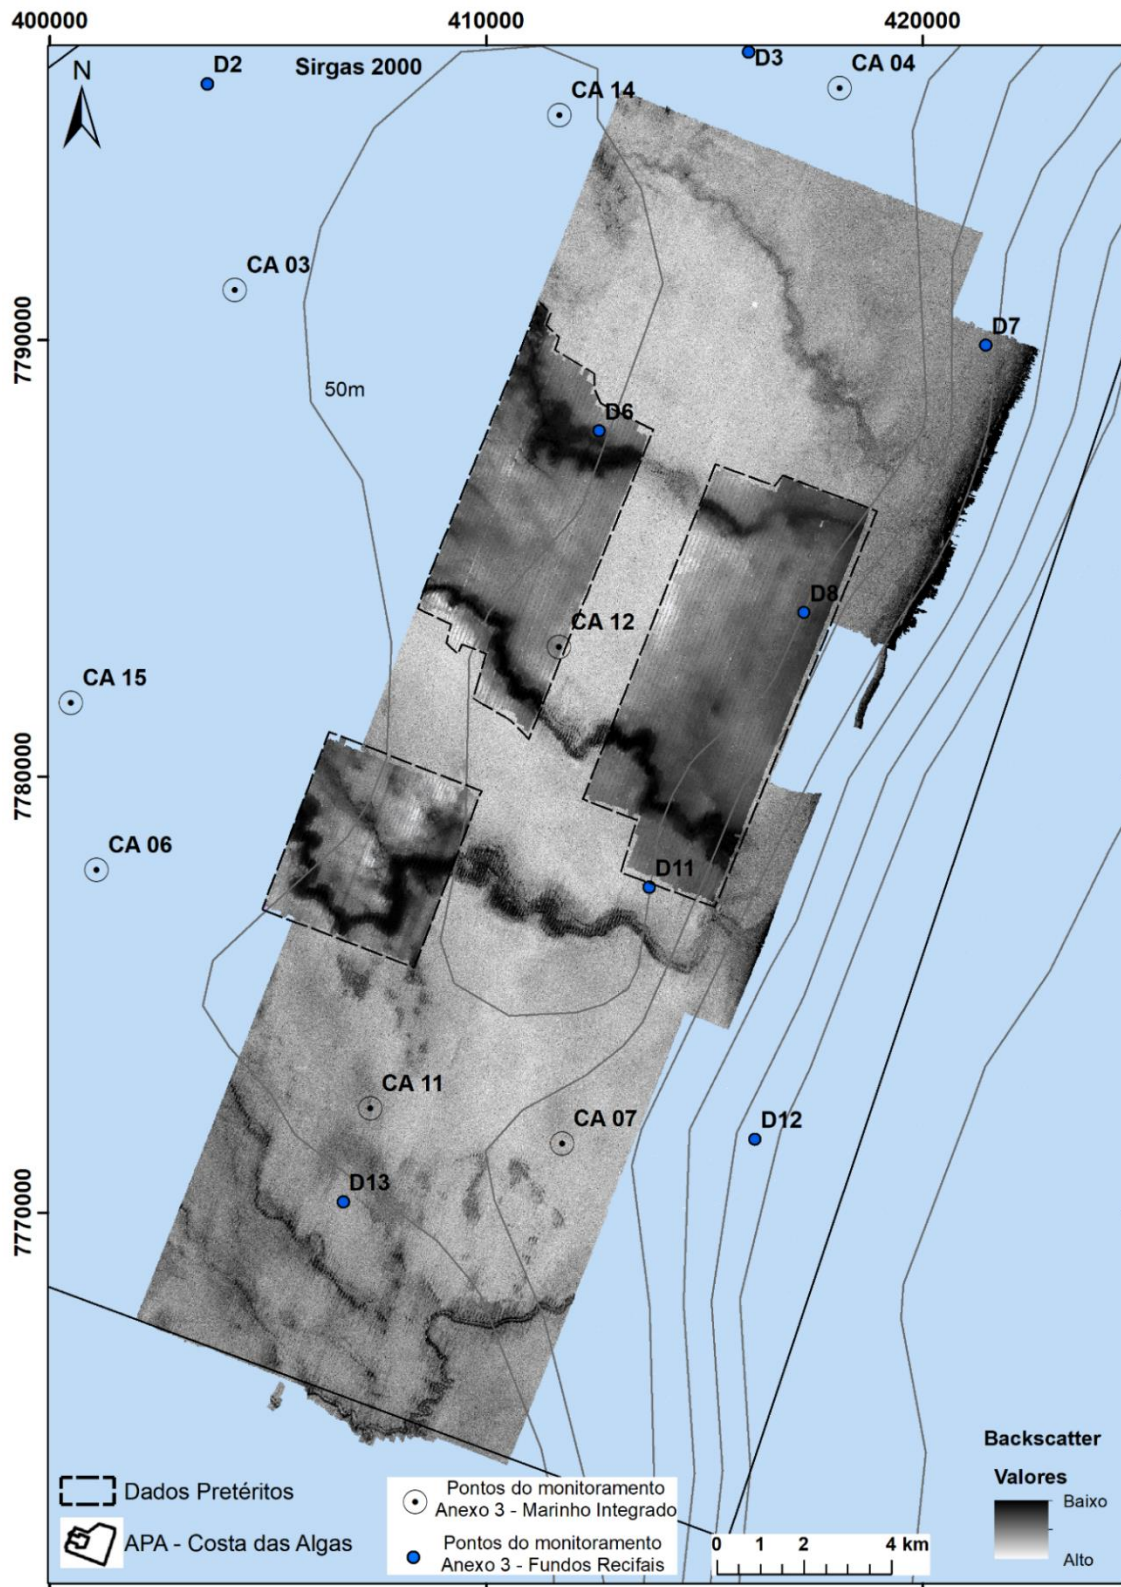 400000
410000
420000
D2
Sirgas 2000
D3
CA 04
N
CA 14
CA 03
D7
7790000
50m
D6
D8
CA 12
CA 15
7780000
CA 06
D11
CA 11
CA 07
D12
D13
7770000
Backscatter
Valores
Baixo
Alto
Dados Pretéritos
APA - Costa das Algas
Pontos do monitoramento
Anexo 3 - Marinho Integrado
Pontos do monitoramento
Anexo 3 - Fundos Recifais
0 1 2 4 km